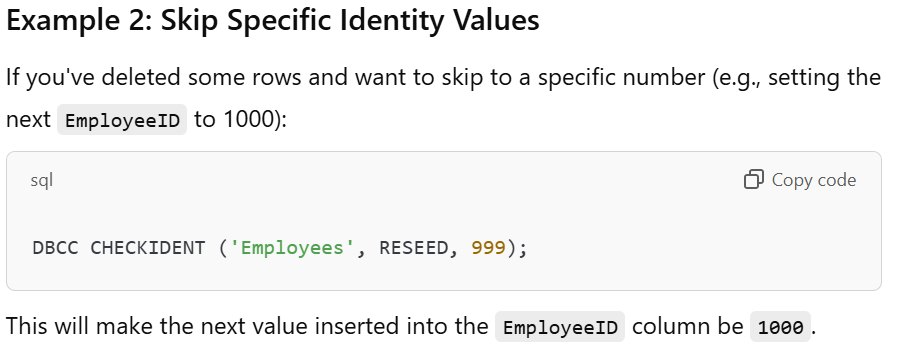 Example 2: Skip Specific Identity Values
If you've deleted some rows and want to skip to a specific number (e.g., setting the
next EmployeeID to 1000):
sql
Copy code
DBCC CHECKIDENT ('Employees', RESEED, 999);
This will make the next value inserted into the EmployeeID column be 1000.